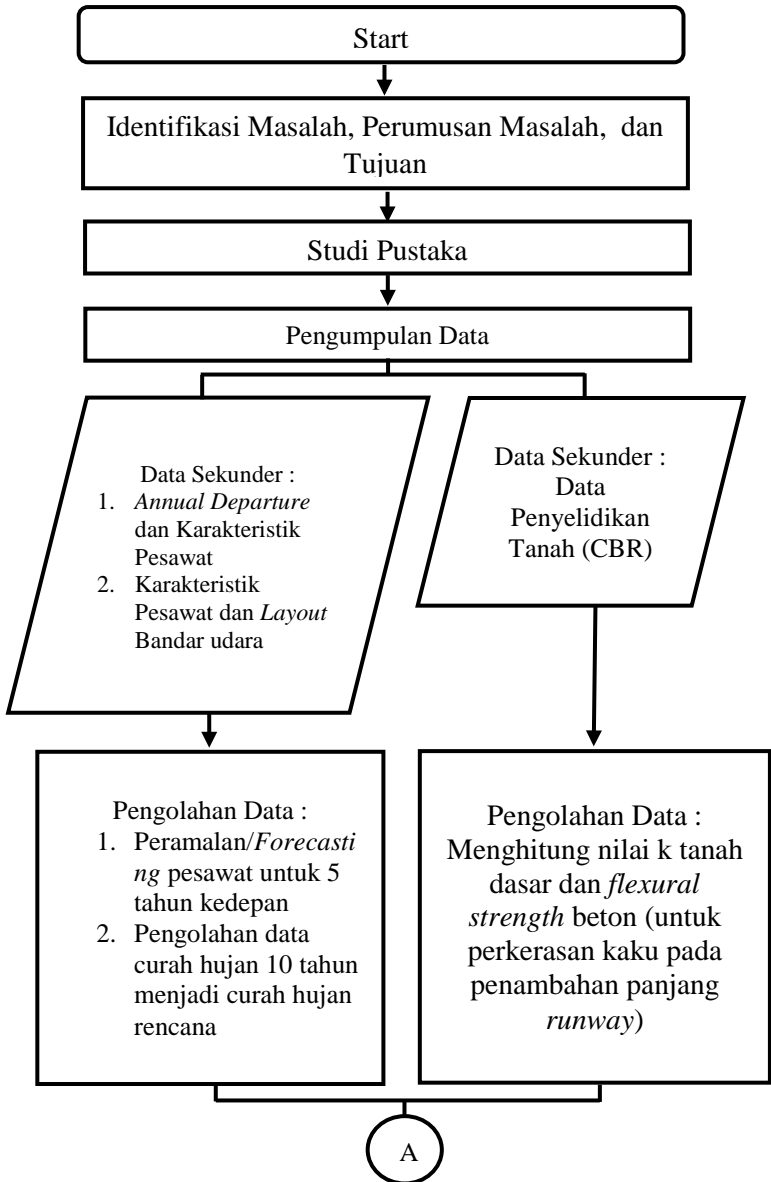 Start
Identifikasi Masalah, Perumusan Masalah, dan
Tujuan
Studi Pustaka
Pengumpulan Data
Data Sekunder :
1. Annual Departure
dan Karakteristik
Pesawat
2. Karakteristik
Pesawat dan Layout
Bandar udara
Data Sekunder :
Data
Penyelidikan
Tanah (CBR)
Pengolahan Data :
1. Peramalan/Forecasti
ng pesawat untuk 5
tahun kedepan
2. Pengolahan data
curah hujan 10 tahun
menjadi curah hujan
rencana
Pengolahan Data :
Menghitung nilai k tanah
dasar dan flexural
strength beton (untuk
perkerasan kaku pada
penambahan panjang
runway)
A